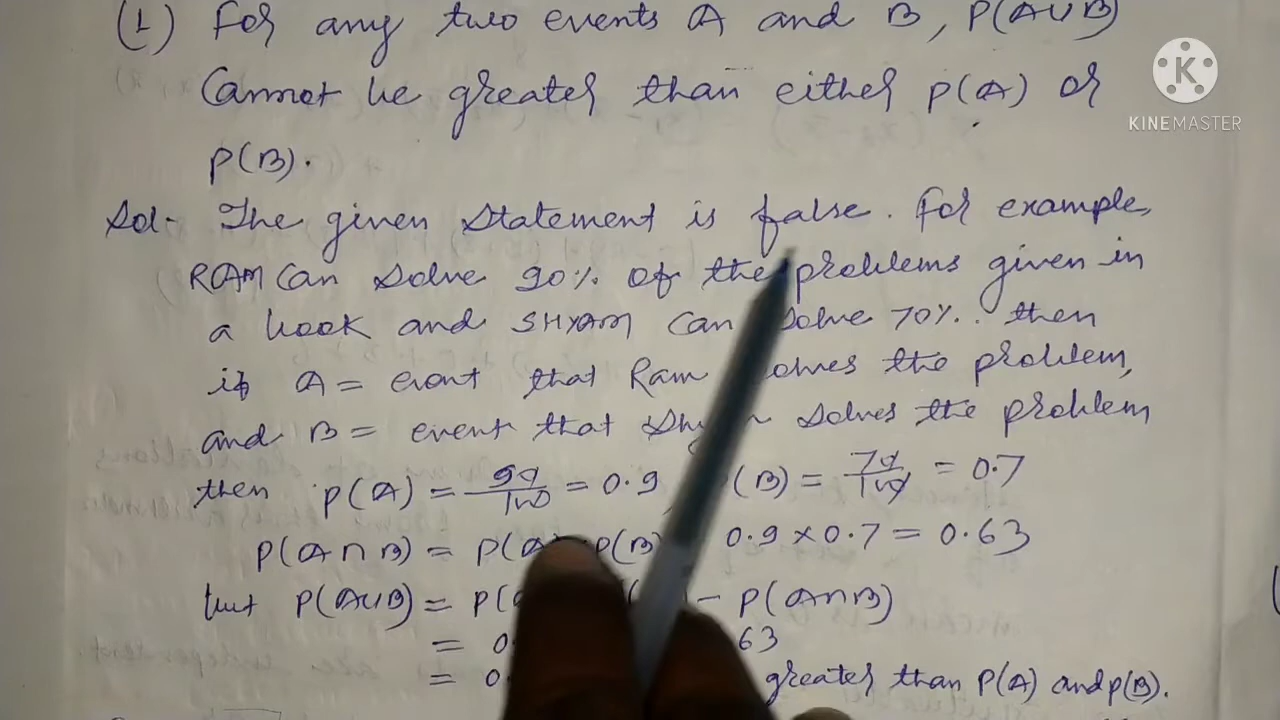 (1) For any two events A and B, P(A∪B)
Cannot be greater than either P(A) or
P(B).
KINEMASTER
Sol- The given Statement is false. For example,
RAM Can Solve 90% of the problems given in
a book and SHYAM Can Solve 70%. then
if A = event that Ram solves the problem,
and B = event that Shyam solves the problem
then P(A) = 90/100 = 0.9, P(B) = 70/100 = 0.7
P(A∩B) = P(A) P(B) 0.9 × 0.7 = 0.63
but P(A∪B) = P( - P(A∩B)
= 0 63
= 0. greater than P(A) and P(B).